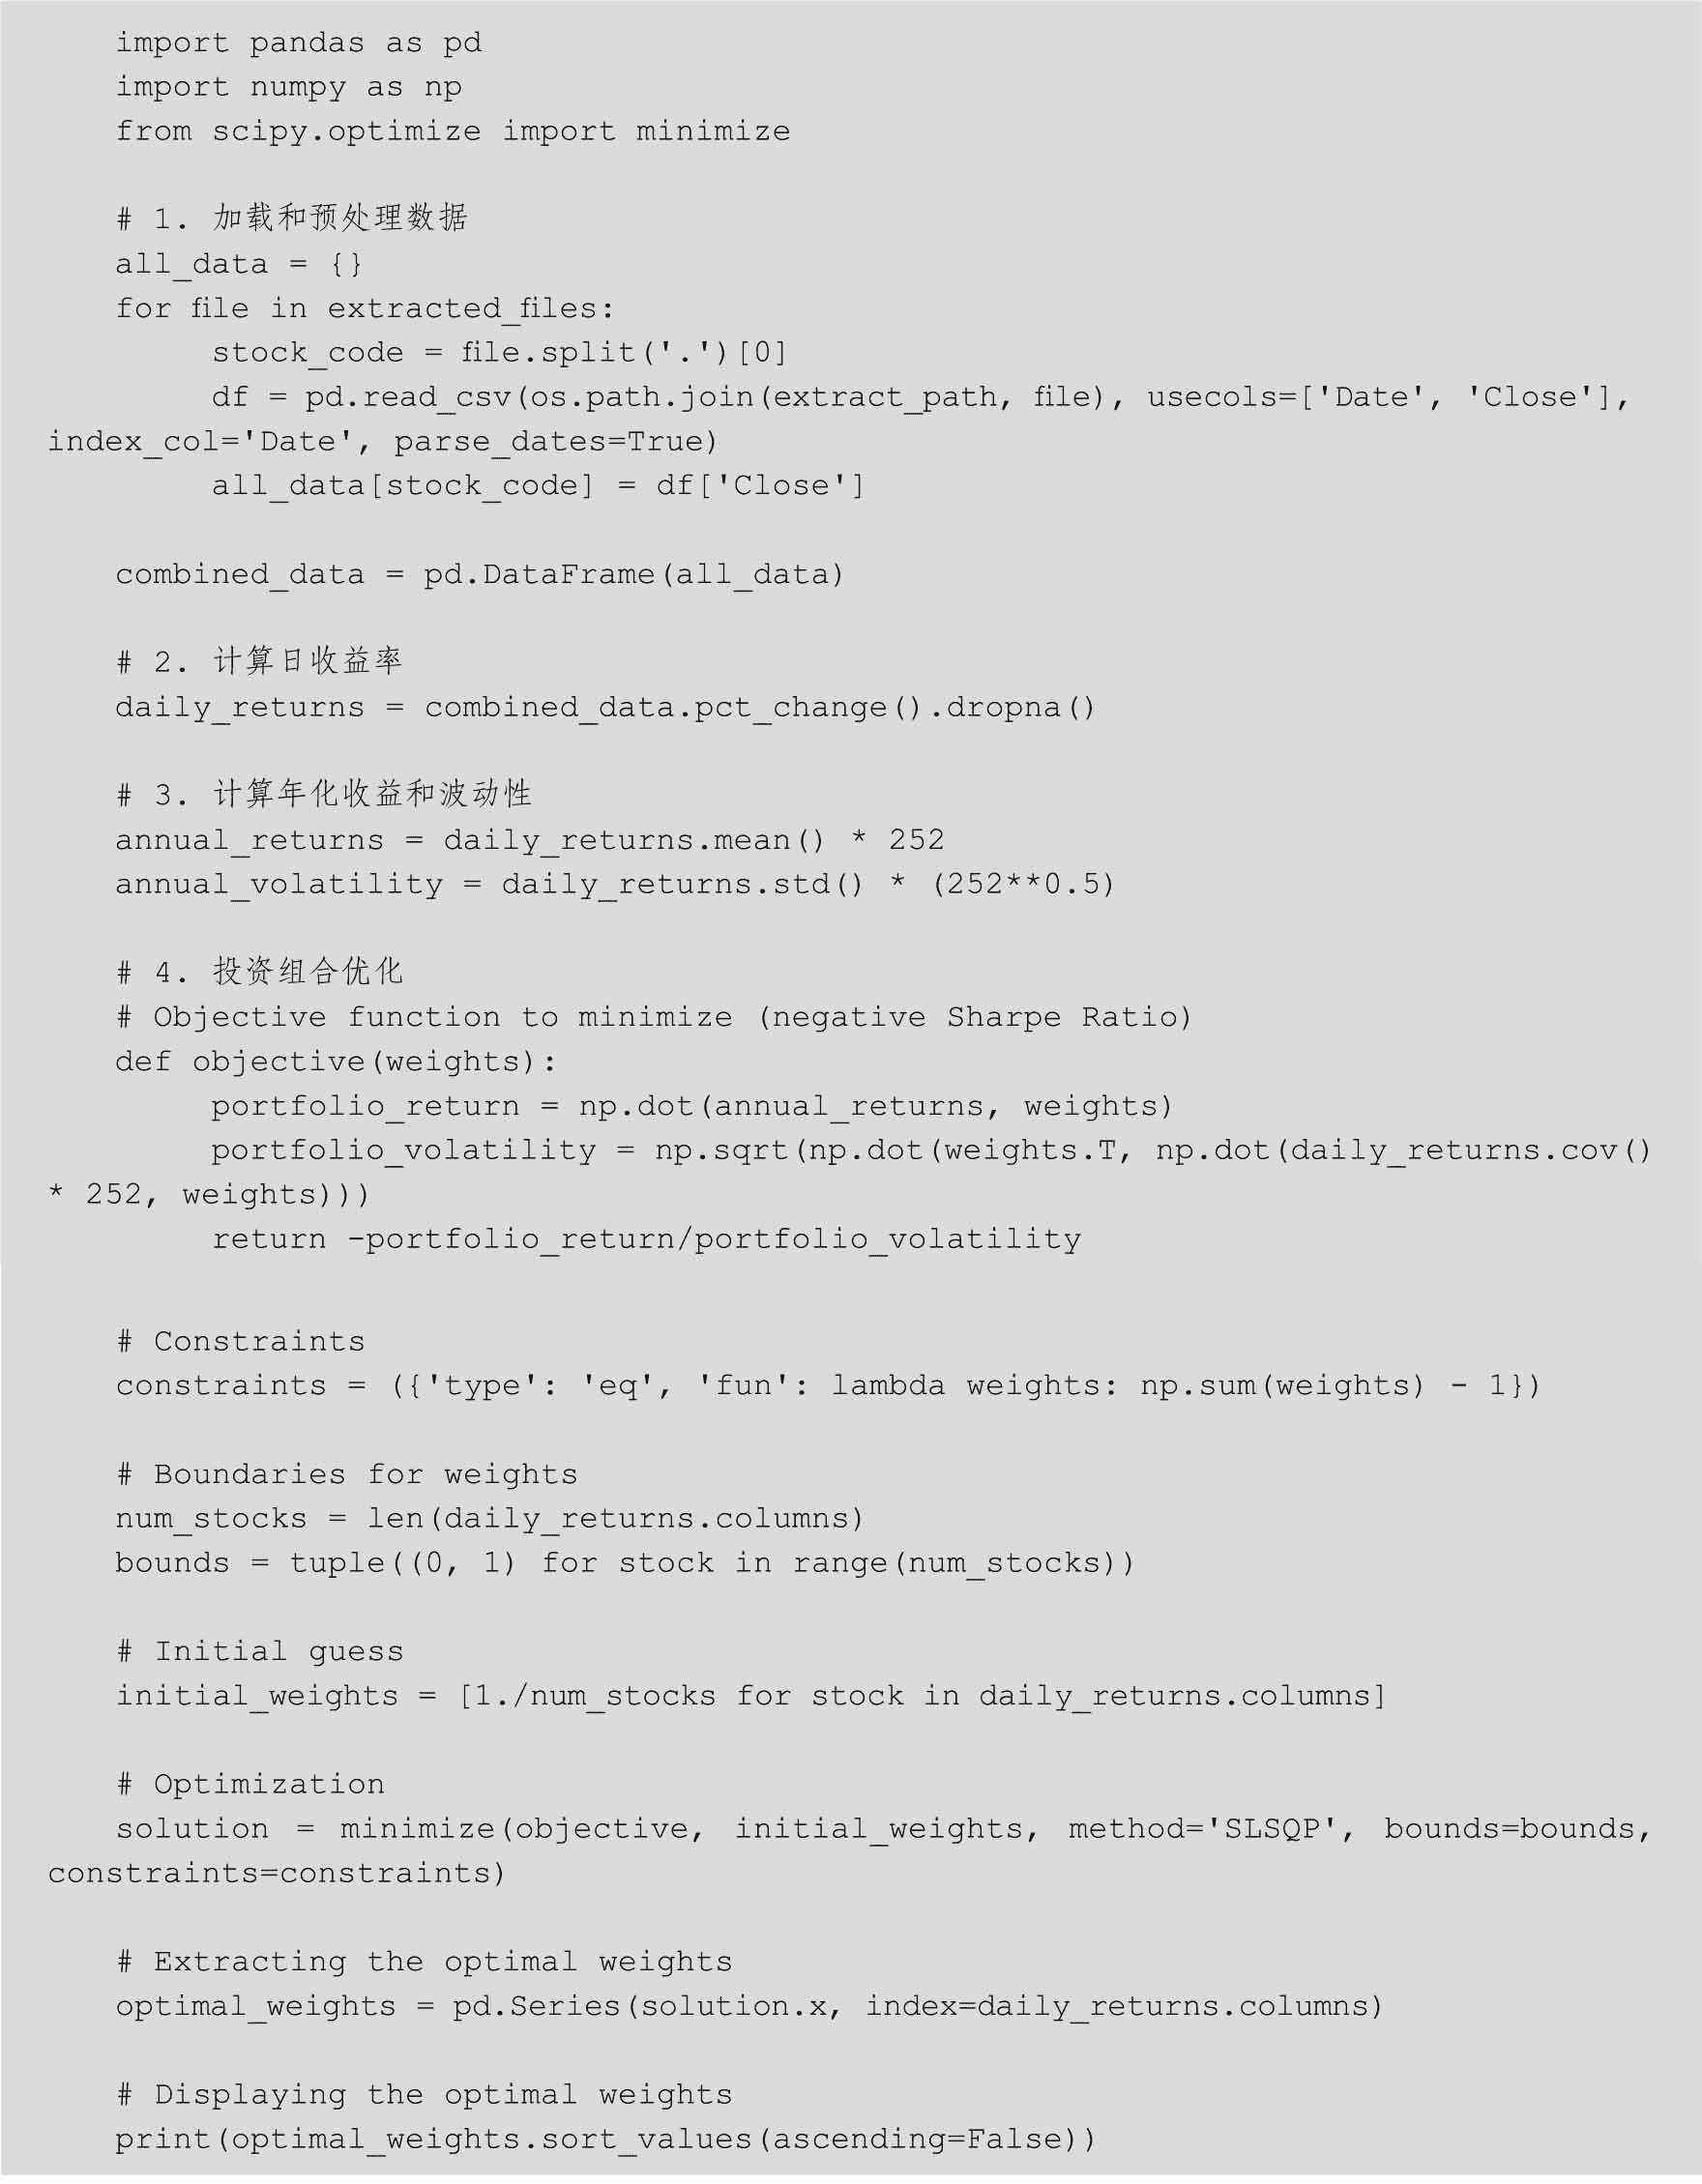 import pandas as pd
import numpy as np
from scipy.optimize import minimize

# 1. 加载和预处理数据
all_data = {}
for file in extracted_files:
     stock_code = file.split('.')[0]
     df = pd.read_csv(os.path.join(extract_path, file), usecols=['Date', 'Close'],
index_col='Date', parse_dates=True)
     all_data[stock_code] = df['Close']

combined_data = pd.DataFrame(all_data)

# 2. 计算日收益率
daily_returns = combined_data.pct_change().dropna()

# 3. 计算年化收益和波动性
annual_returns = daily_returns.mean() * 252
annual_volatility = daily_returns.std() * (252**0.5)

# 4. 投资组合优化
# Objective function to minimize (negative Sharpe Ratio)
def objective(weights):
     portfolio_return = np.dot(annual_returns, weights)
     portfolio_volatility = np.sqrt(np.dot(weights.T, np.dot(daily_returns.cov()
* 252, weights)))
     return -portfolio_return/portfolio_volatility

# Constraints
constraints = ({'type': 'eq', 'fun': lambda weights: np.sum(weights) - 1})

# Boundaries for weights
num_stocks = len(daily_returns.columns)
bounds = tuple((0, 1) for stock in range(num_stocks))

# Initial guess
initial_weights = [1./num_stocks for stock in daily_returns.columns]

# Optimization
solution = minimize(objective, initial_weights, method='SLSQP', bounds=bounds,
constraints=constraints)

# Extracting the optimal weights
optimal_weights = pd.Series(solution.x, index=daily_returns.columns)

# Displaying the optimal weights
print(optimal_weights.sort_values(ascending=False))